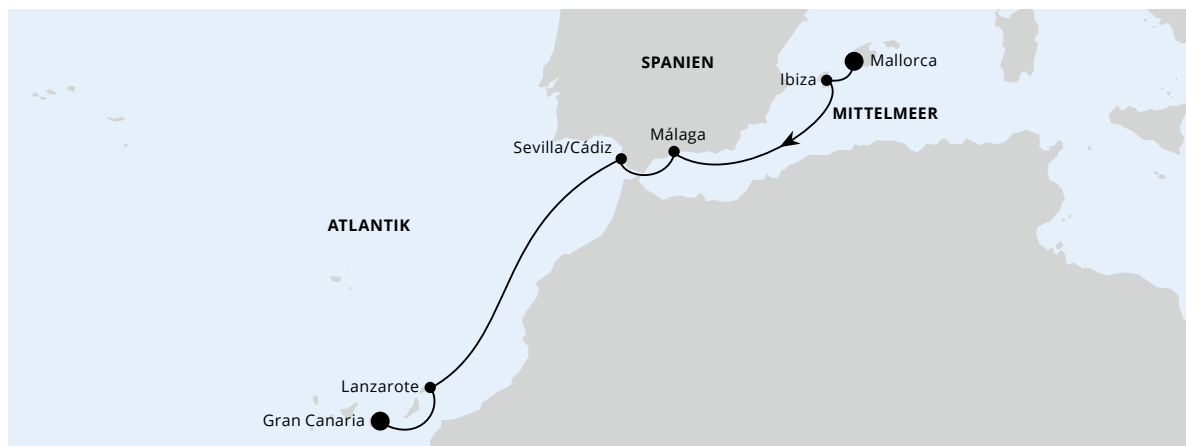 SPANIEN
Mallorca
Ibiza
MITTELMEER
Málaga
Sevilla/Cádiz
ATLANTIK
Lanzarote
Gran Canaria